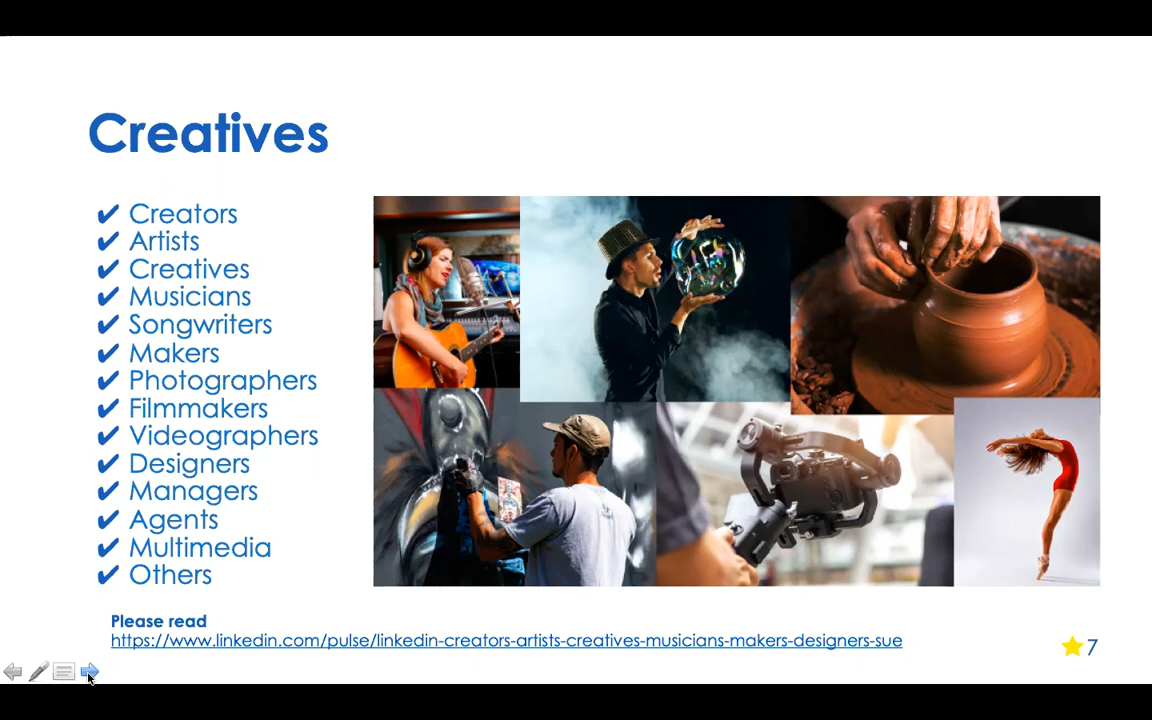 Creatives
✔ Creators
✔ Artists
✔ Creatives
✔ Musicians
✔ Songwriters
✔ Makers
✔ Photographers
✔ Filmmakers
✔ Videographers
✔ Designers
✔ Managers
✔ Agents
✔ Multimedia
✔ Others
Please read
https://www.linkedin.com/pulse/linkedin-creators-artists-creatives-musicians-makers-designers-sue
7